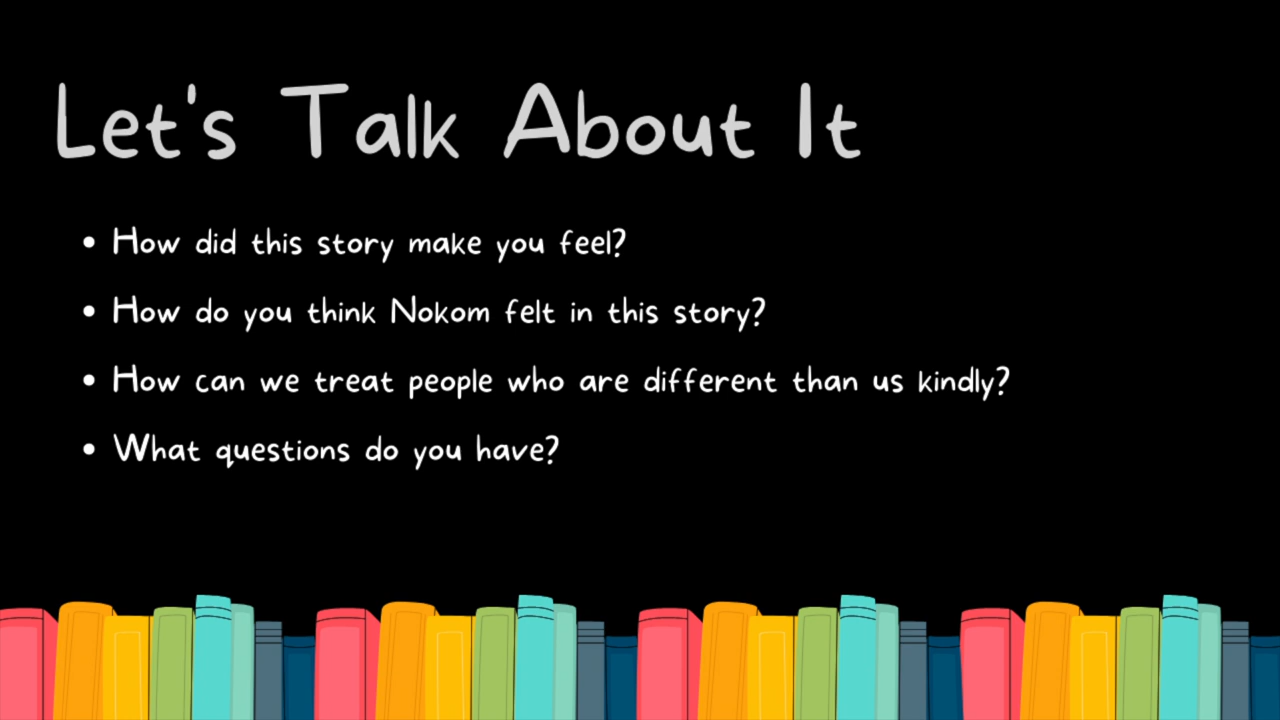 Let's Talk About It
• How did this story make you feel?
• How do you think Nokom felt in this story?
• How can we treat people who are different than us kindly?
• What questions do you have?